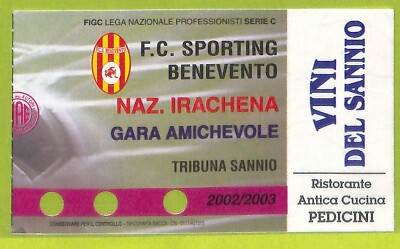 FIGC LEGA NAZIONALE PROFESSIONISTI SERIE C
F.C. SPORTING
BENEVENTO
NAZ. IRACHENA
GARA AMICHEVOLE
TRIBUNA SANNIO
2002/2003
VINI
DEL SANNIO
Ristorante
Antica Cucina
PEDICINI